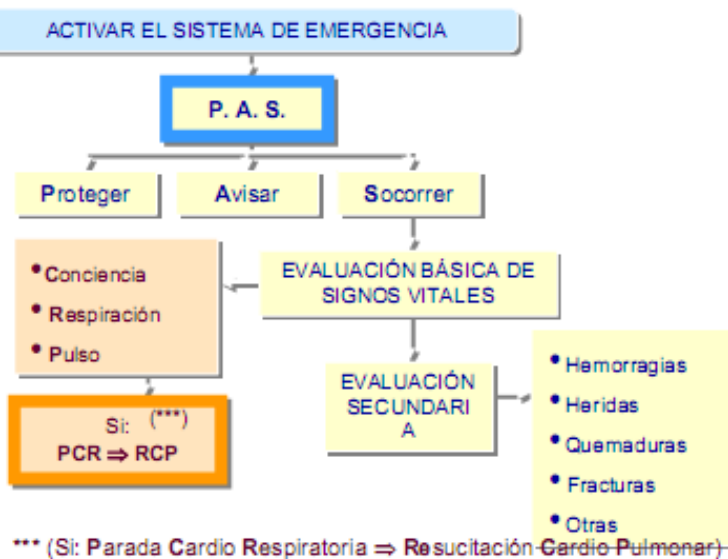 ACTIVAR EL SISTEMA DE EMERGENCIA
P. A. S.
Proteger
Avisar
Socorrer
EVALUACIÓN BÁSICA DE
SIGNOS VITALES
• Conciencia
• Respiración
• Pulso
Si: (***)
PCR ⇒ RCP
EVALUACIÓN
SECUNDARI
A
• Hemorragias
• Heridas
• Quemaduras
• Fracturas
• Otras
*** (Si: Parada Cardio Respiratoria ⇒ Resucitación Cardio Pulmonar)